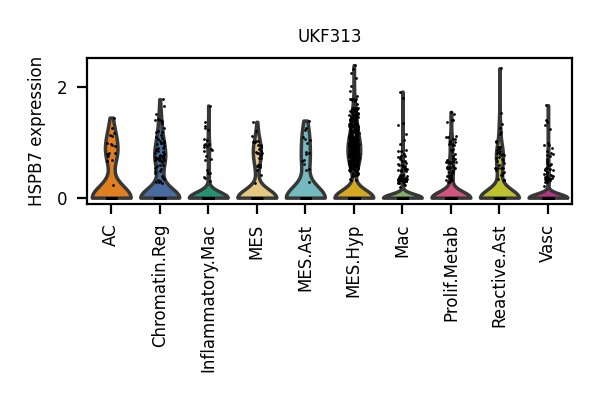 UKF313
HSPB7 expression
2
0
AC
Chromatin.Reg
Inflammatory.Mac
MES
MES.Ast
MES.Hyp
Mac
Prolif.Metab
Reactive.Ast
Vasc